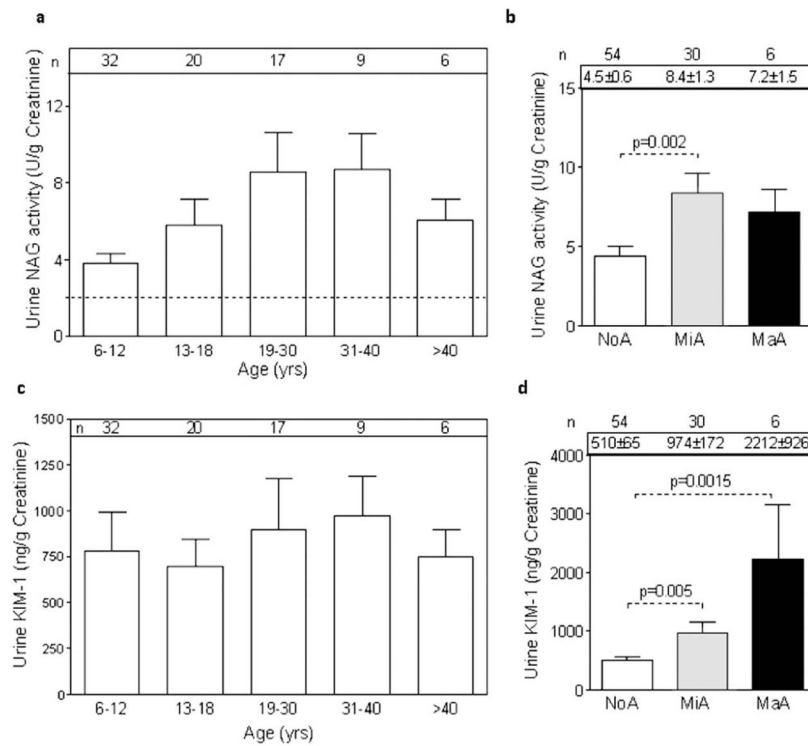 a
n 32 20 17 9 6
Urine NAG activity (U/g Creatinine)
12
8
4
0
6-12 13-18 19-30 31-40 >40
Age (yrs)
b
n 54 30 6
4.5±0.6 8.4±1.3 7.2±1.5
Urine NAG activity (U/g Creatinine)
15
10
5
0
p=0.002
NoA MiA MaA
c
n 32 20 17 9 6
Urine KIM-1 (ng/g Creatinine)
1500
1250
1000
750
500
250
0
6-12 13-18 19-30 31-40 >40
Age (yrs)
d
n 54 30 6
510±65 974±172 2212±926
Urine KIM-1 (ng/g Creatinine)
4000
3000
2000
1000
0
p=0.0015
p=0.005
NoA MiA MaA